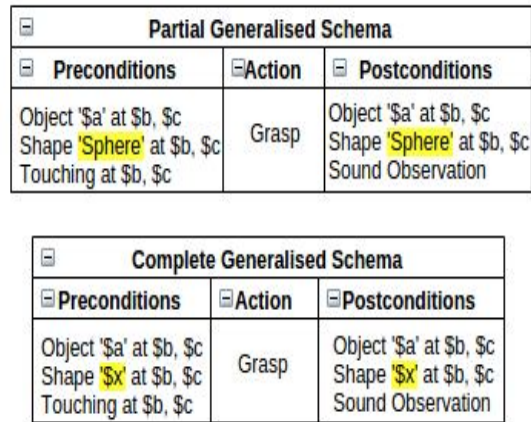 Partial Generalised Schema
Preconditions
Action
Postconditions
Object '$a' at $b, $c
Shape 'Sphere' at $b, $c
Touching at $b, $c
Grasp
Object '$a' at $b, $c
Shape 'Sphere' at $b, $c
Sound Observation
Complete Generalised Schema
Preconditions
Action
Postconditions
Object '$a' at $b, $c
Shape '$x' at $b, $c
Touching at $b, $c
Grasp
Object '$a' at $b, $c
Shape '$x' at $b, $c
Sound Observation